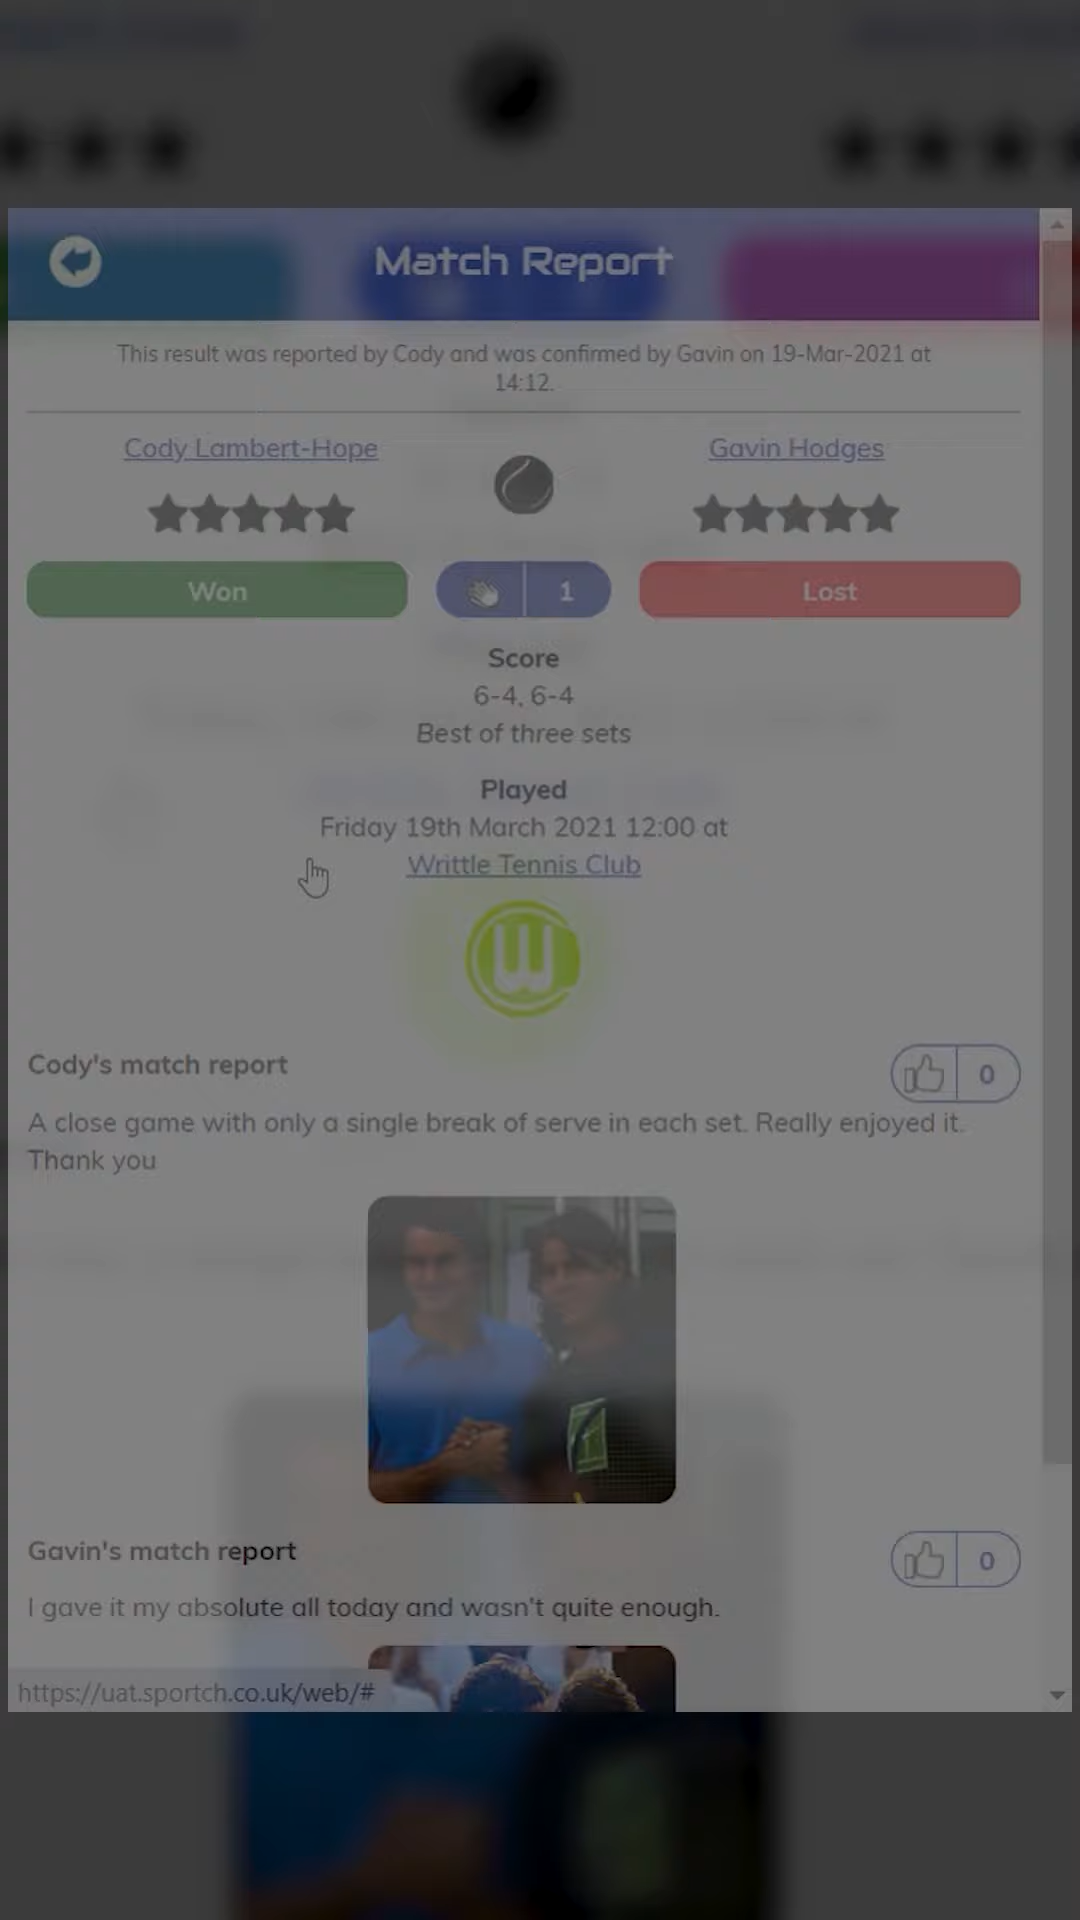 Match Report
This result was reported by Cody and was confirmed by Gavin on 19-Mar-2021 at
14:12.
Cody Lambert-Hope
Gavin Hodges
Won
1
Lost
Score
6-4, 6-4
Best of three sets
Played
Friday 19th March 2021 12:00 at
Writtle Tennis Club
W
Cody's match report
0
A close game with only a single break of serve in each set. Really enjoyed it.
Thank you
Gavin's match report
0
I gave it my absolute all today and wasn't quite enough.
https://uat.sportch.co.uk/web/#